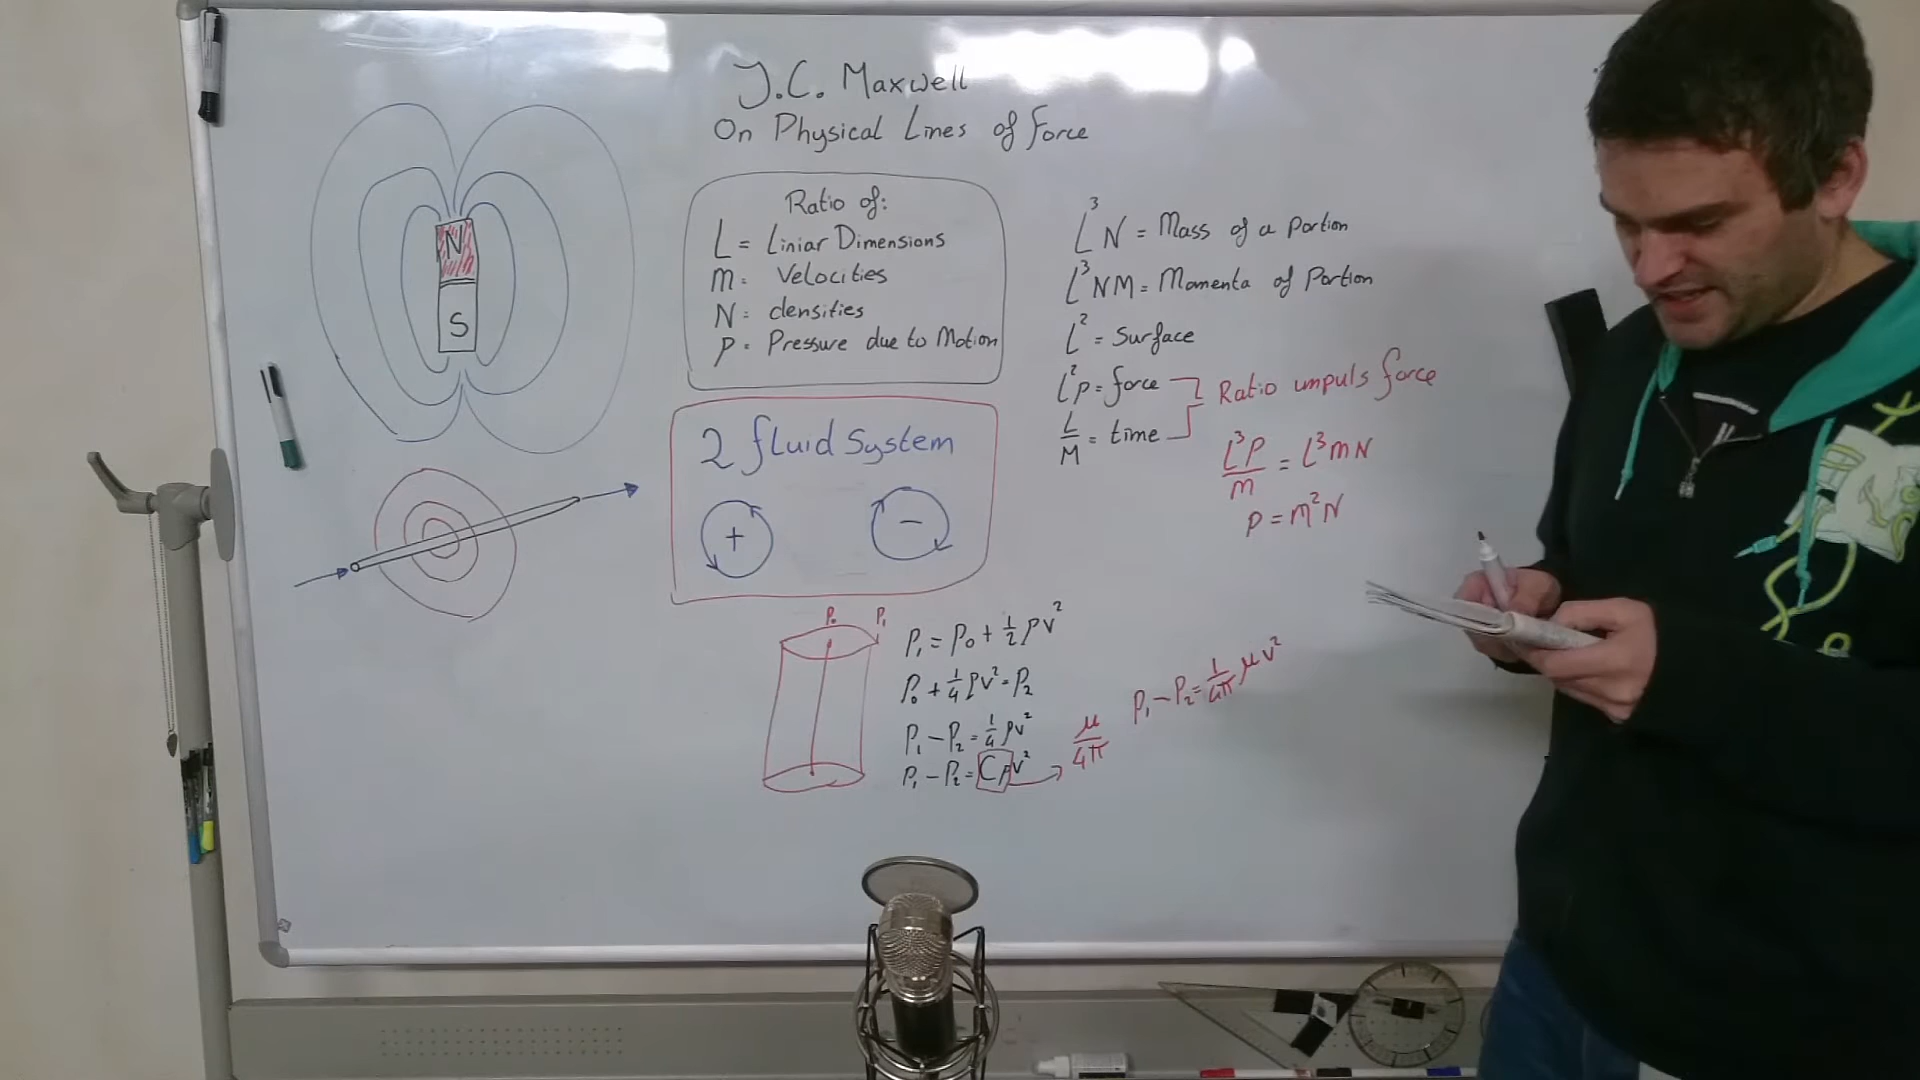 J.C. Maxwell
On Physical Lines of Force
N
S
Ratio of:
L = Liniar Dimensions
M = Velocities
N = densities
P = Pressure due to Motion
2 fluid System
+
−
L³N = Mass of a portion
L³NM = Momenta of Portion
L² = Surface
L²P = force
L/M = time
Ratio umpuls force
L³P/M = L³MN
P = M²N
P₀ P₁
P₁ = P₀ + 1/2 ρv²
P₀ + 1/4 ρv² = P₂
P₁ − P₂ = 1/4 ρv²
P₁ − P₂ = Cρv²
μ/4π
P₁ − P₂ = 1/4π μv²